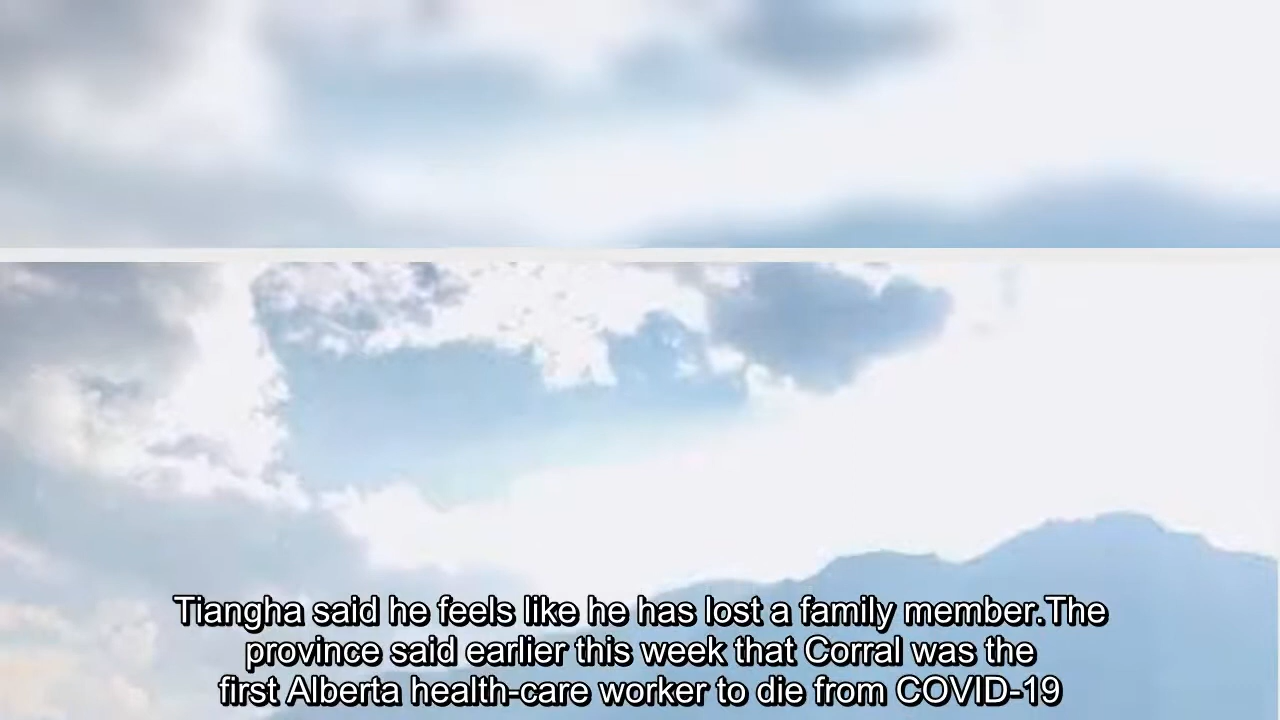 Tiangha said he feels like he has lost a family member.The
province said earlier this week that Corral was the
first Alberta health-care worker to die from COVID-19